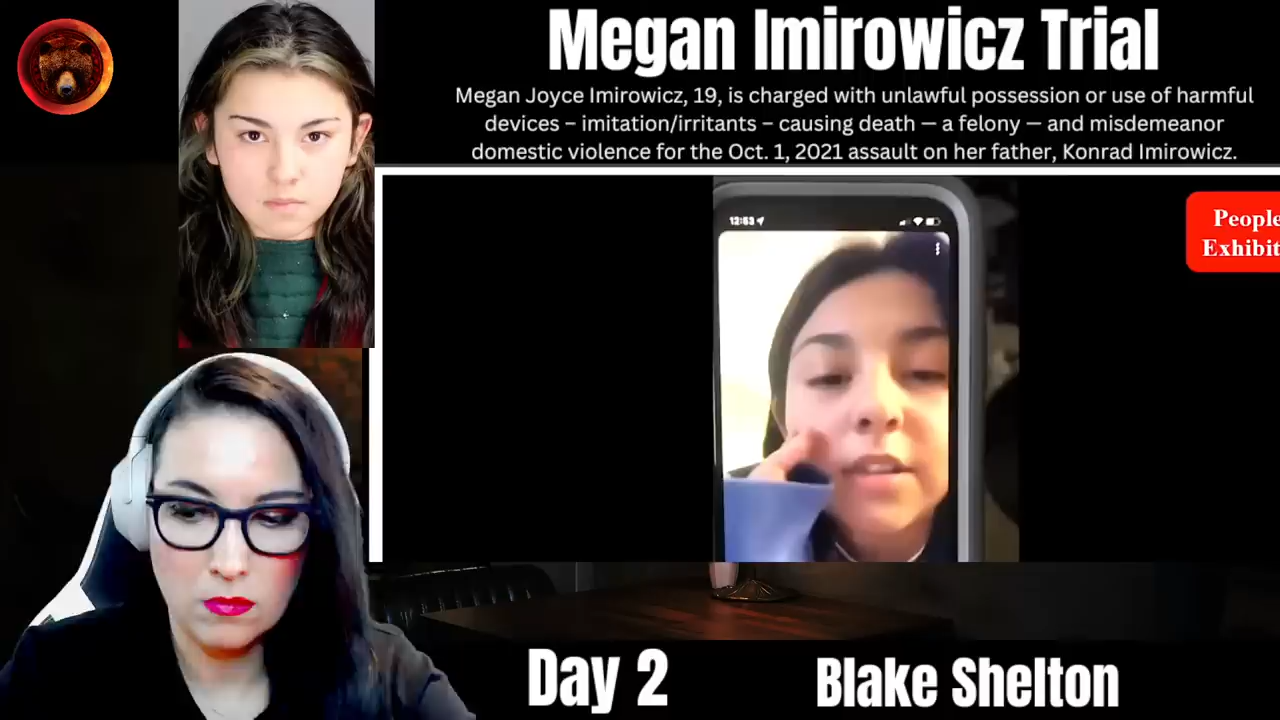 Megan Imirowicz Trial
Megan Joyce Imirowicz, 19, is charged with unlawful possession or use of harmful
devices – imitation/irritants – causing death — a felony — and misdemeanor
domestic violence for the Oct. 1, 2021 assault on her father, Konrad Imirowicz.
12:53
People
Exhibit
Day 2
Blake Shelton